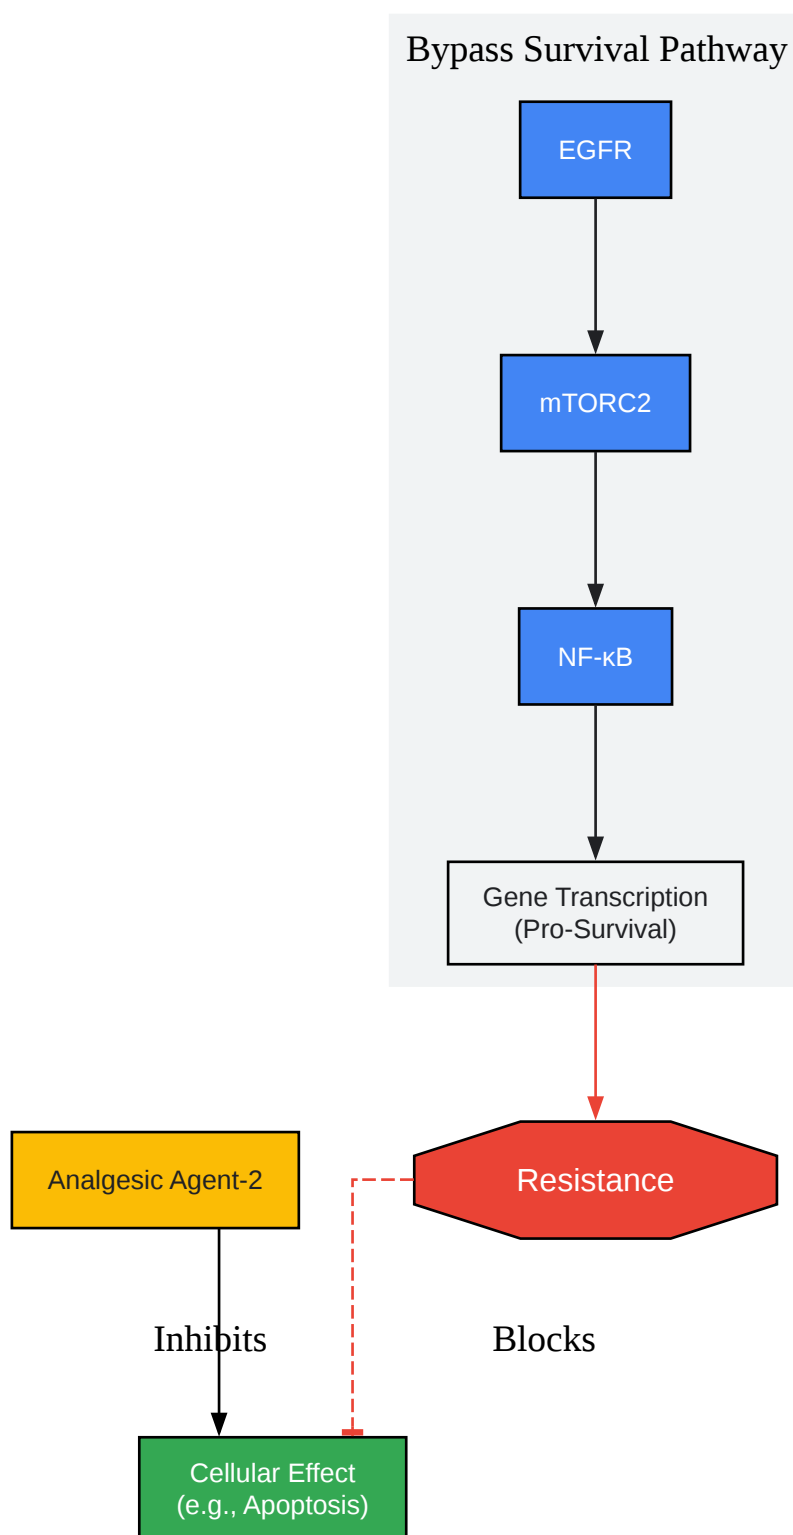 Bypass Survival Pathway
EGFR
mTORC2
NF-κB
Gene Transcription
(Pro-Survival)
Analgesic Agent-2
Resistance
Inhibits
Blocks
Cellular Effect
(e.g., Apoptosis)